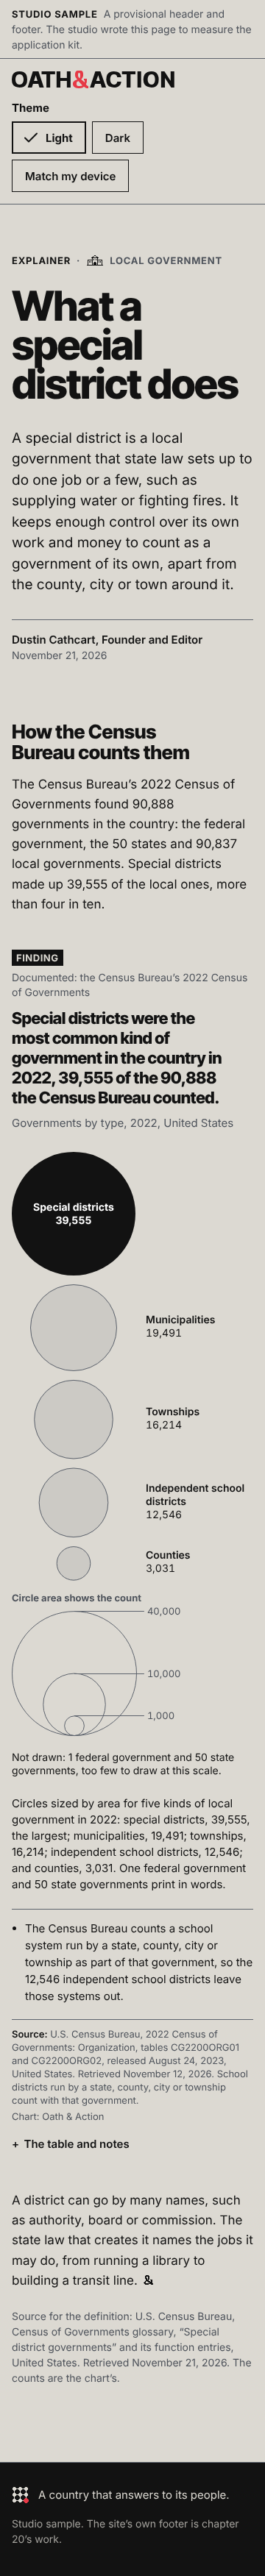 STUDIO SAMPLE A provisional header and
footer. The studio wrote this page to measure the
application kit.
OATH&ACTION
Theme
Light
Dark
Match my device
EXPLAINER · LOCAL GOVERNMENT
What a
special
district does
A special district is a local
government that state law sets up to
do one job or a few, such as
supplying water or fighting fires. It
keeps enough control over its own
work and money to count as a
government of its own, apart from
the county, city or town around it.
Dustin Cathcart, Founder and Editor
November 21, 2026
How the Census
Bureau counts them
The Census Bureau’s 2022 Census of
Governments found 90,888
governments in the country: the federal
government, the 50 states and 90,837
local governments. Special districts
made up 39,555 of the local ones, more
than four in ten.
FINDING
Documented: the Census Bureau’s 2022 Census
of Governments
Special districts were the
most common kind of
government in the country in
2022, 39,555 of the 90,888
the Census Bureau counted.
Governments by type, 2022, United States
Special districts
39,555
Municipalities
19,491
Townships
16,214
Independent school
districts
12,546
Counties
3,031
Circle area shows the count
40,000
10,000
1,000
Not drawn: 1 federal government and 50 state
governments, too few to draw at this scale.
Circles sized by area for five kinds of local
government in 2022: special districts, 39,555,
the largest; municipalities, 19,491; townships,
16,214; independent school districts, 12,546;
and counties, 3,031. One federal government
and 50 state governments print in words.
• The Census Bureau counts a school
system run by a state, county, city or
township as part of that government, so the
12,546 independent school districts leave
those systems out.
Source: U.S. Census Bureau, 2022 Census of
Governments: Organization, tables CG2200ORG01
and CG2200ORG02, released August 24, 2023,
United States. Retrieved November 12, 2026. School
districts run by a state, county, city or township
count with that government.
Chart: Oath & Action
+ The table and notes
A district can go by many names, such
as authority, board or commission. The
state law that creates it names the jobs it
may do, from running a library to
building a transit line. &
Source for the definition: U.S. Census Bureau,
Census of Governments glossary, “Special
district governments” and its function entries,
United States. Retrieved November 21, 2026. The
counts are the chart’s.
A country that answers to its people.
Studio sample. The site’s own footer is chapter
20’s work.